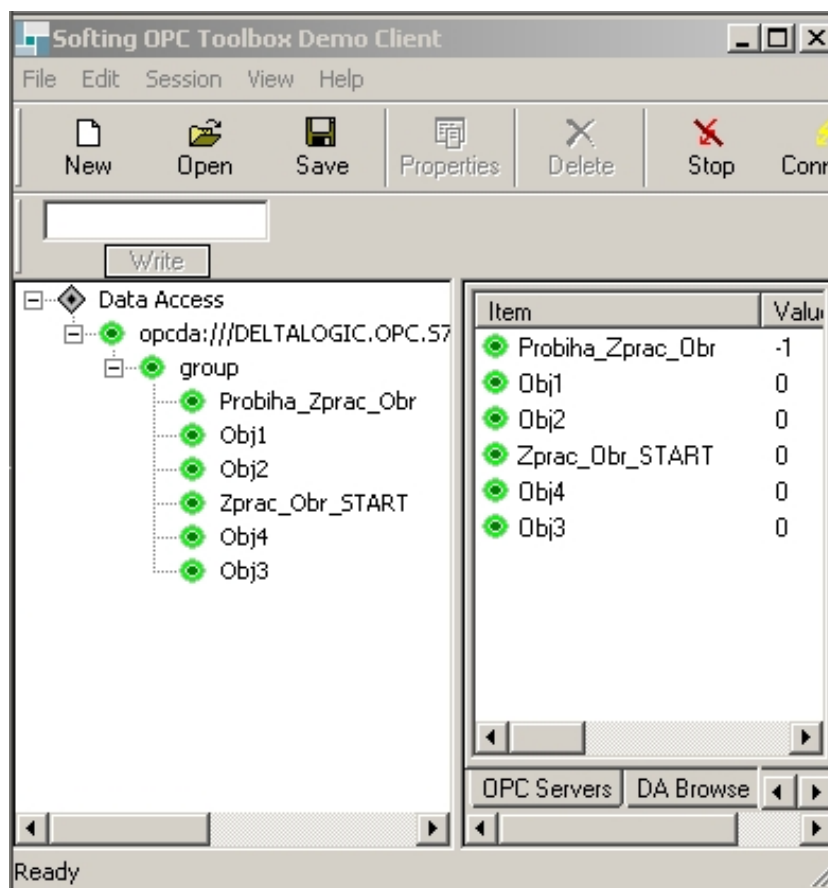 Softing OPC Toolbox Demo Client
File Edit Session View Help
New Open Save Properties Delete Stop Conn
Write
Data Access
opcda:///DELTALOGIC.OPC.S7
group
Probiha_Zprac_Obr
Obj1
Obj2
Zprac_Obr_START
Obj4
Obj3
Item Value
Probiha_Zprac_Obr -1
Obj1 0
Obj2 0
Zprac_Obr_START 0
Obj4 0
Obj3 0
OPC Servers DA Browse
Ready